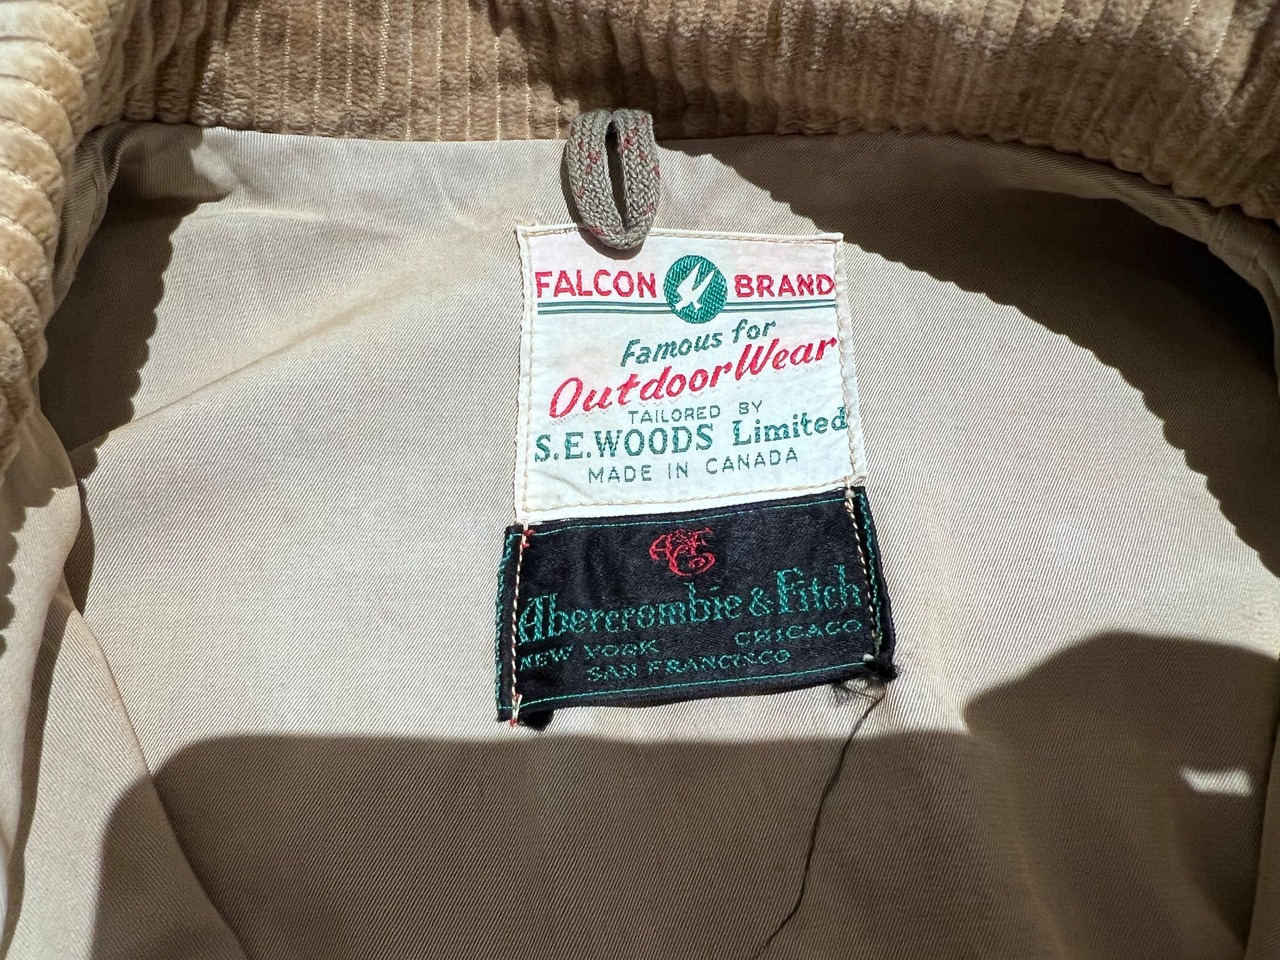 FALCON BRAND
Famous for
OutdoorWear
TAILORED BY
S.E.WOODS Limited
MADE IN CANADA
A&F Co
Abercrombie & Fitch
NEW YORK CHICAGO
SAN FRANCISCO